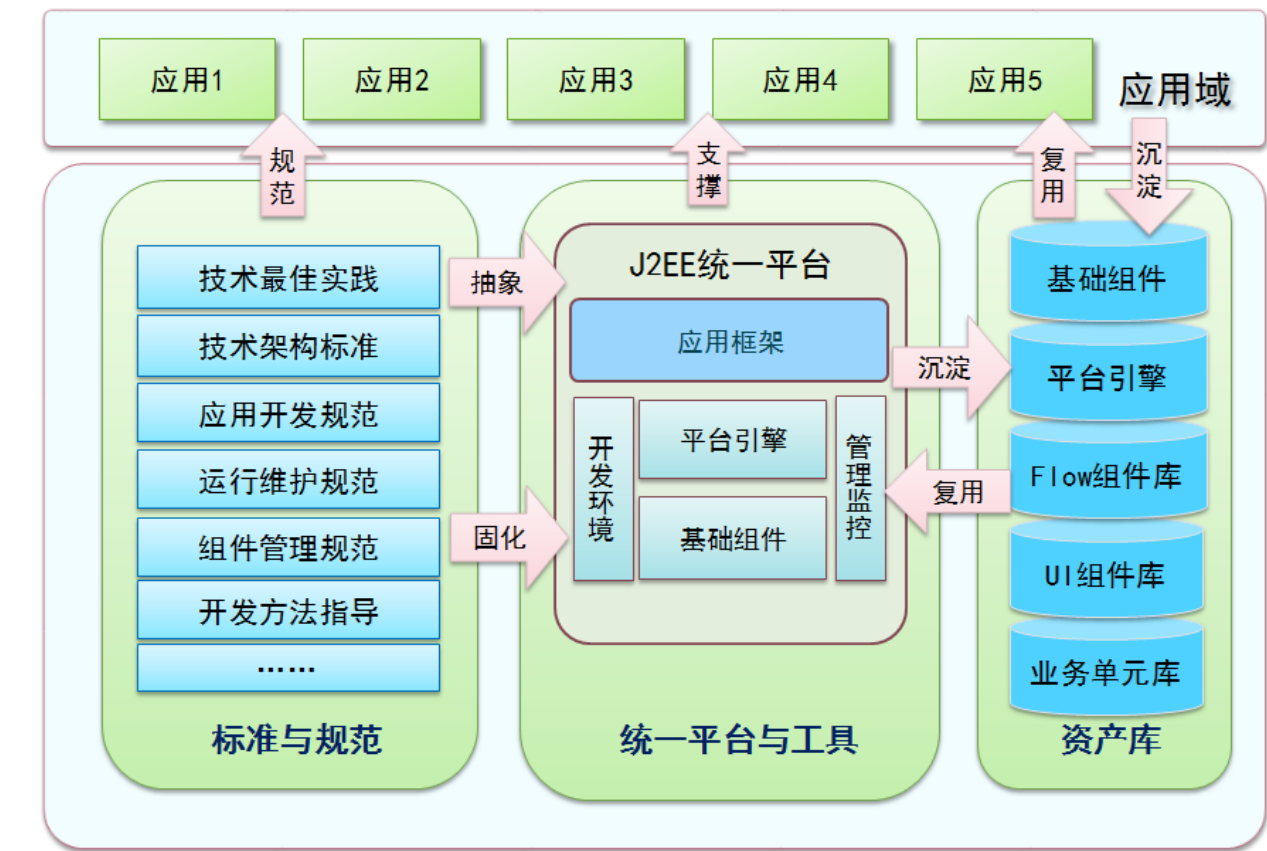 应用1
应用2
应用3
应用4
应用5
应用域
规范
支撑
复用
沉淀
技术最佳实践
技术架构标准
应用开发规范
运行维护规范
组件管理规范
开发方法指导
……
标准与规范
抽象
固化
J2EE统一平台
应用框架
开发环境
平台引擎
基础组件
管理监控
统一平台与工具
沉淀
复用
基础组件
平台引擎
Flow组件库
UI组件库
业务单元库
资产库